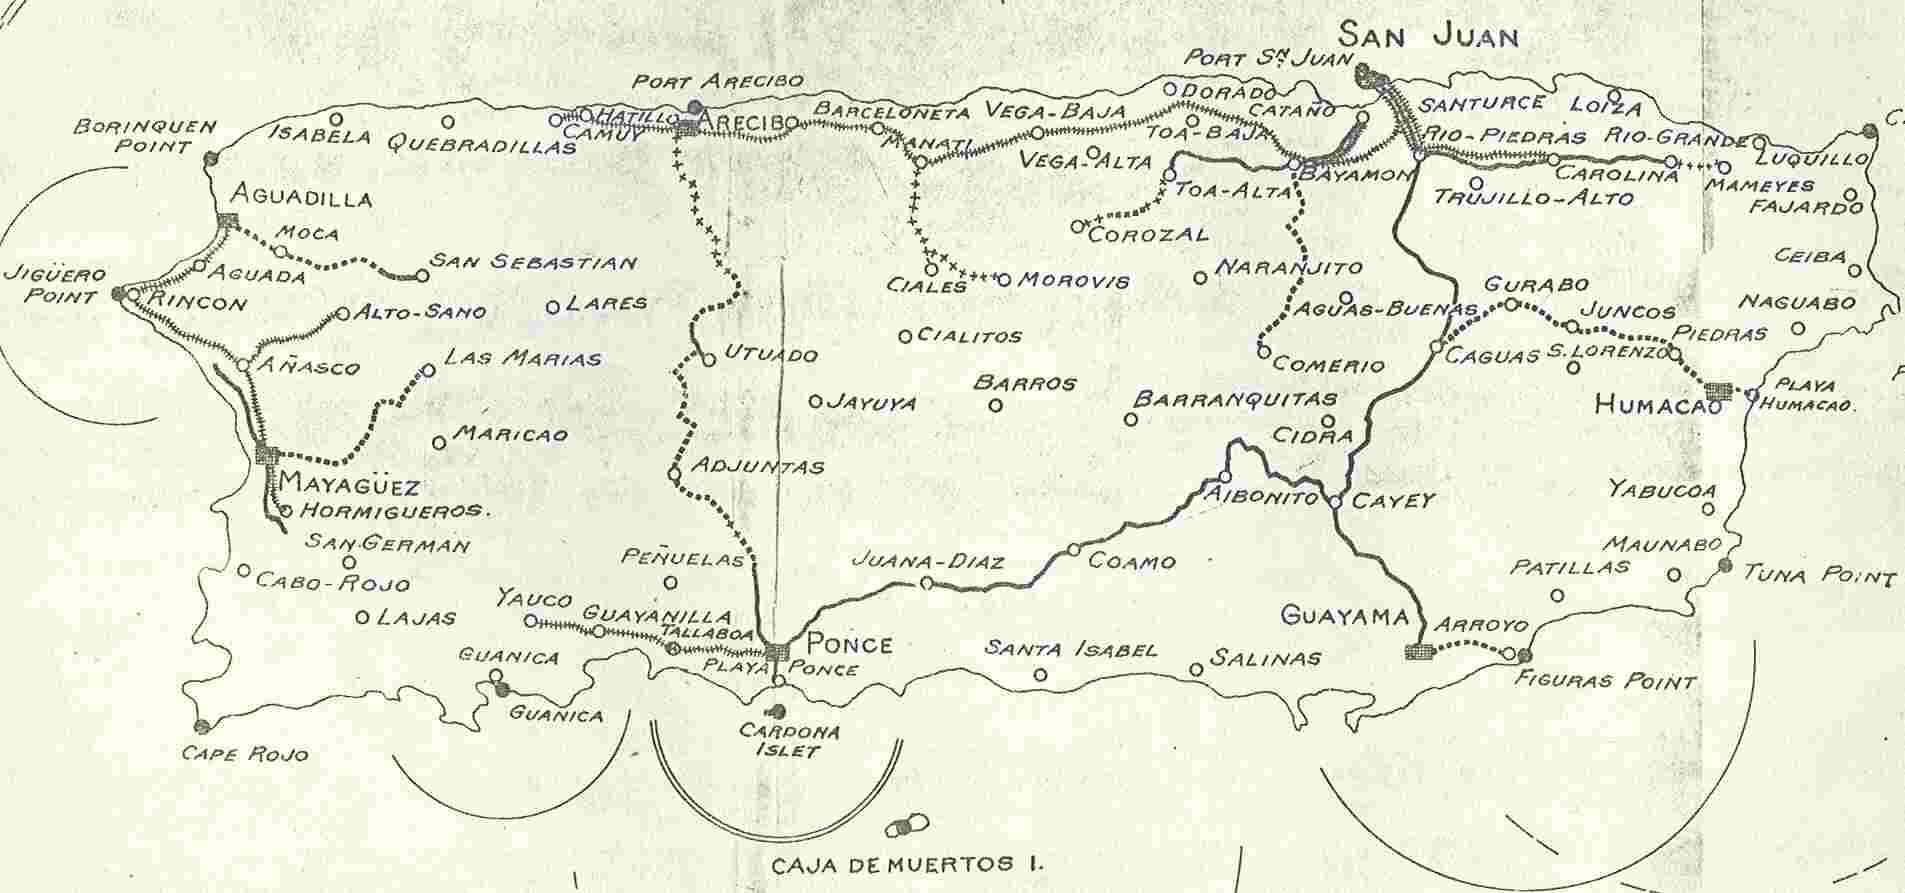 SAN JUAN
PORT SN. JUAN
PORT ARECIBO
DORADO
CATAÑO
SANTURCE
LOIZA
BORINQUEN
POINT
ISABELA
QUEBRADILLAS
HATILLO
CAMUY
ARECIBO
BARCELONETA
VEGA-BAJA
TOA-BAJA
MANATI
VEGA-ALTA
RIO-PIEDRAS
RIO-GRANDE
LUQUILLO
BAYAMON
CAROLINA
MAMEYES
TOA-ALTA
TRUJILLO-ALTO
FAJARDO
AGUADILLA
MOCA
COROZAL
CEIBA
JIGÜERO
POINT
AGUADA
SAN SEBASTIAN
CIALES
MOROVIS
NARANJITO
GURABO
RINCON
ALTO-SANO
LARES
AGUAS-BUENAS
JUNCOS
NAGUABO
PIEDRAS
CIALITOS
AÑASCO
LAS MARIAS
UTUADO
COMERIO
CAGUAS
S. LORENZO
JAYUYA
BARROS
BARRANQUITAS
HUMACAO
PLAYA
HUMACAO.
MARICAO
CIDRA
ADJUNTAS
MAYAGÜEZ
AIBONITO
CAYEY
YABUCOA
HORMIGUEROS.
SAN GERMAN
PEÑUELAS
JUANA-DIAZ
COAMO
MAUNABO
PATILLAS
TUNA POINT
CABO-ROJO
LAJAS
YAUCO
GUAYANILLA
TALLABOA
PONCE
GUAYAMA
ARROYO
GUANICA
PLAYA PONCE
SANTA ISABEL
SALINAS
FIGURAS POINT
GUANICA
CARDONA
ISLET
CAPE ROJO
CAJA DE MUERTOS I.